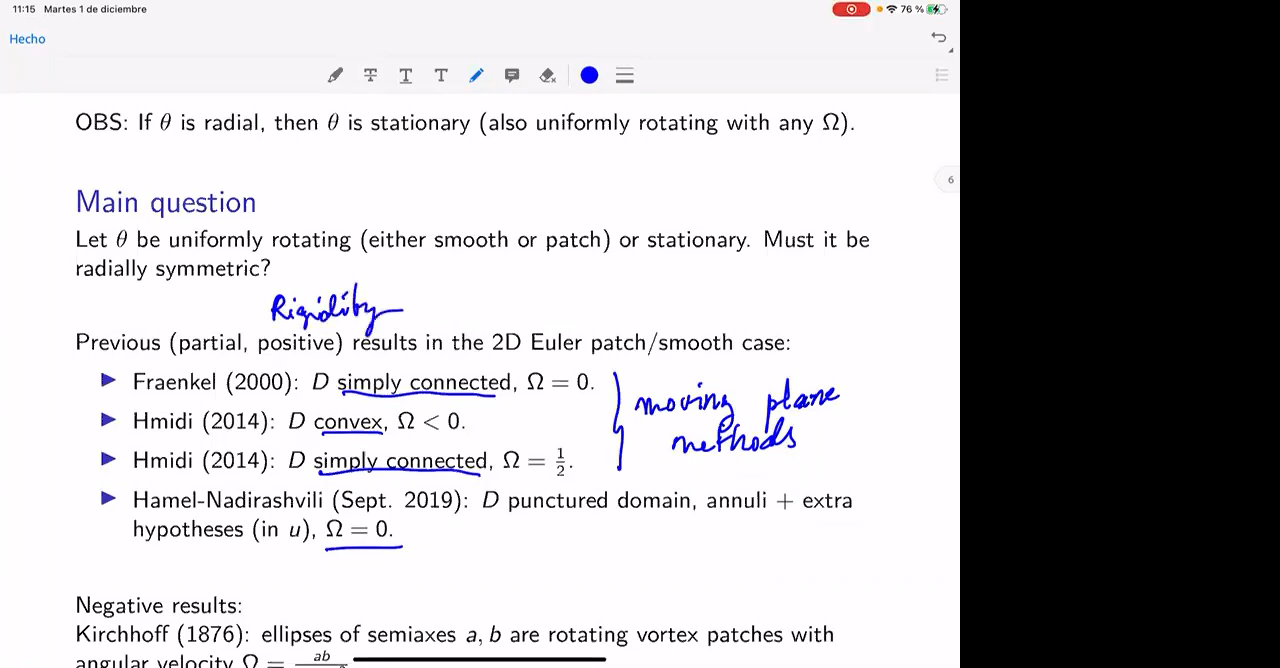 11:15 Martes 1 de diciembre 76 %
Hecho
OBS: If θ is radial, then θ is stationary (also uniformly rotating with any Ω).
6
Main question
Let θ be uniformly rotating (either smooth or patch) or stationary. Must it be
radially symmetric?
Rigidity
Previous (partial, positive) results in the 2D Euler patch/smooth case:
▶ Fraenkel (2000): D simply connected, Ω = 0.
▶ Hmidi (2014): D convex, Ω < 0.
moving plane
methods
▶ Hmidi (2014): D simply connected, Ω = 1/2.
▶ Hamel-Nadirashvili (Sept. 2019): D punctured domain, annuli + extra
hypotheses (in u), Ω = 0.
Negative results:
Kirchhoff (1876): ellipses of semiaxes a, b are rotating vortex patches with
angular velocity Ω = ab